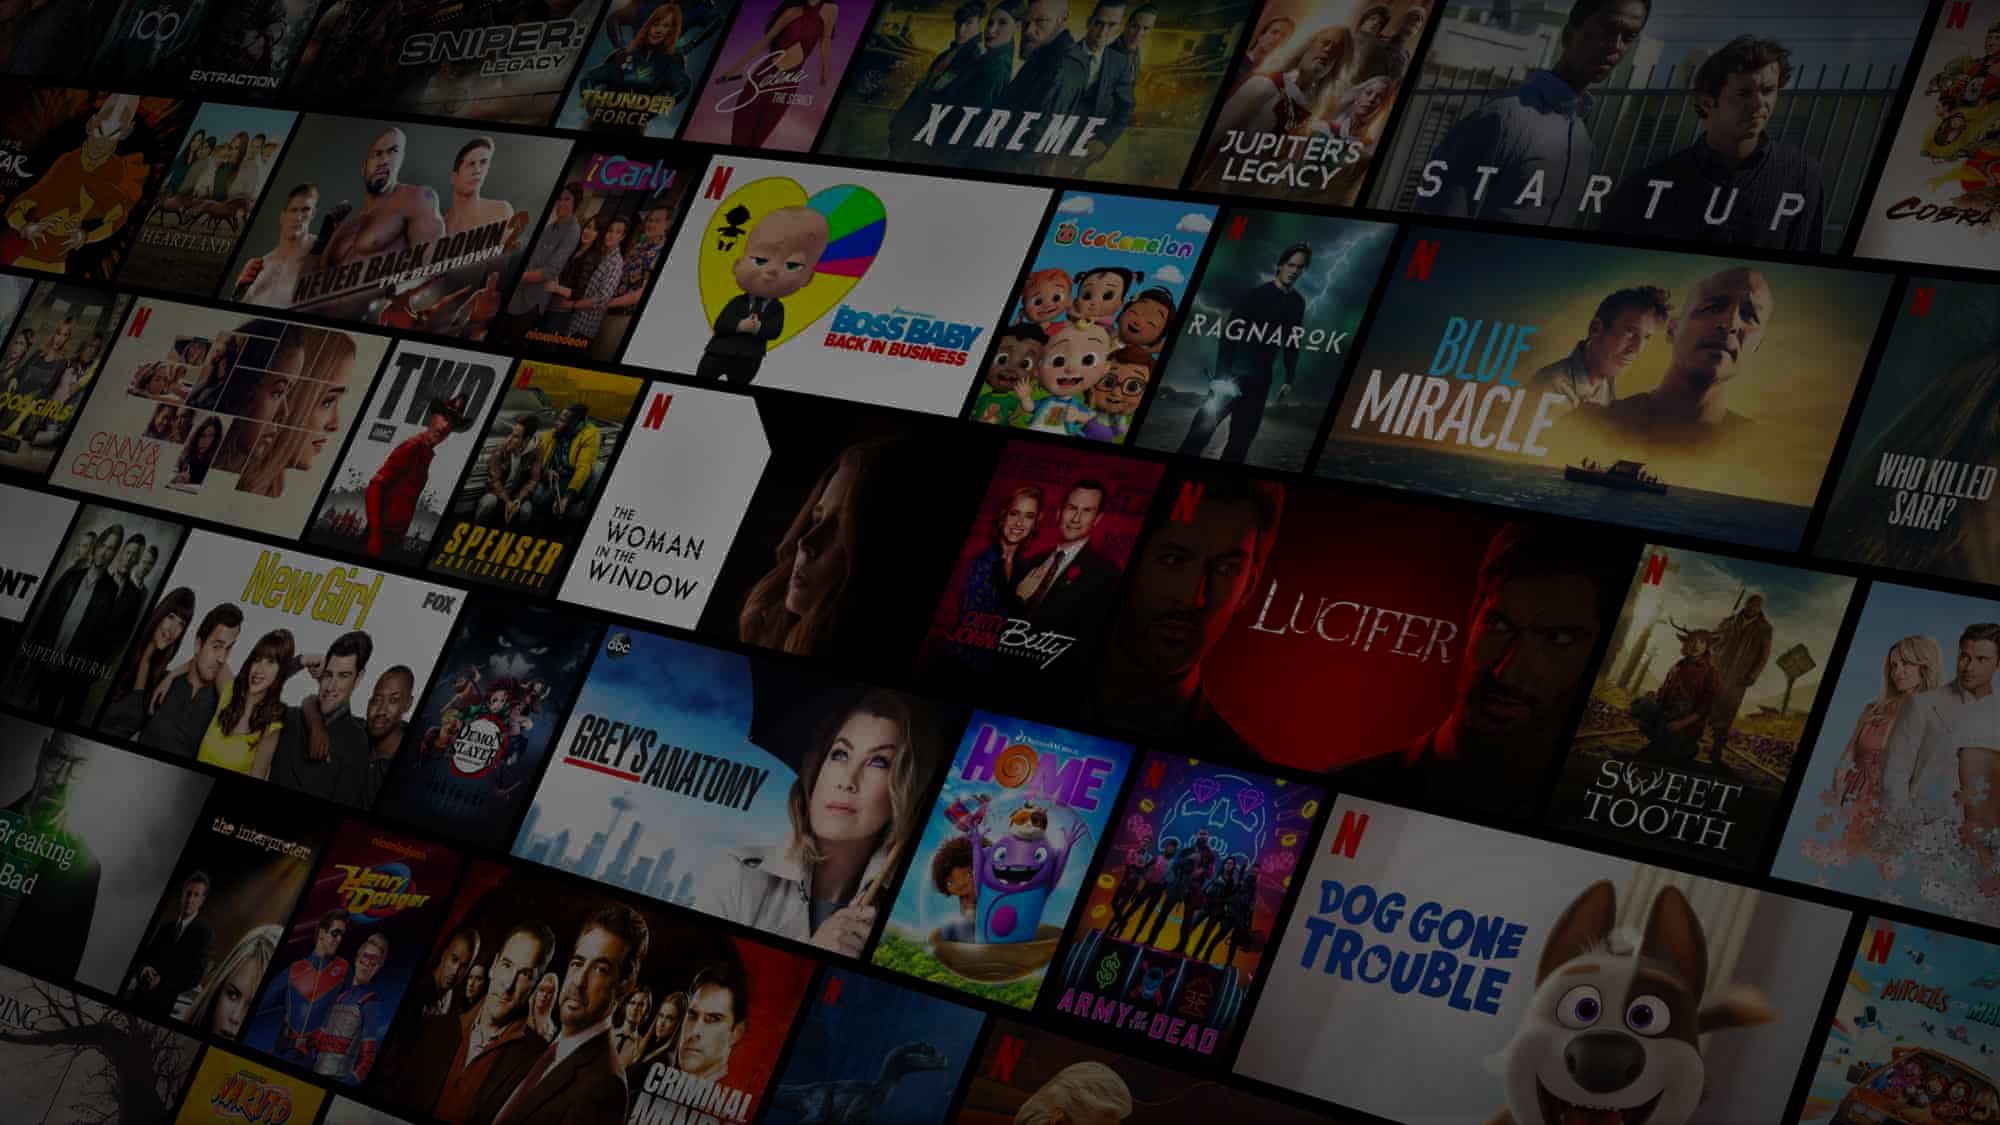 THE
100
EXTRACTION
SNIPER:
LEGACY
THUNDER
FORCE
Selena
THE SERIES
XTREME
JUPITER'S
LEGACY
STARTUP
N
COBRA
HEARTLAND
NEVER BACK DOWN 2
THE BEATDOWN
iCarly
nickelodeon
N
BOSS BABY
BACK IN BUSINESS
CoComelon
N
RAGNAROK
N
BLUE
MIRACLE
N
WHO KILLED
SARA?
N
GINNY &
GEORGIA
TWD
AMC
N
SPENSER
CONFIDENTIAL
N
THE
WOMAN
IN THE
WINDOW
DIRTY
JOHN
Betty
N
LUCIFER
N
SWEET
TOOTH
SUPERNATURAL
New Girl
FOX
DEMON
SLAYER
abc
GREY'S ANATOMY
DREAMWORKS
HOME
N
ARMY OF THE DEAD
N
DOG GONE
TROUBLE
N
MITCHELLS
Breaking
Bad
the interpreter
nickelodeon
Henry
Danger
CRIMINAL
MINDS
N
N
NARUTO